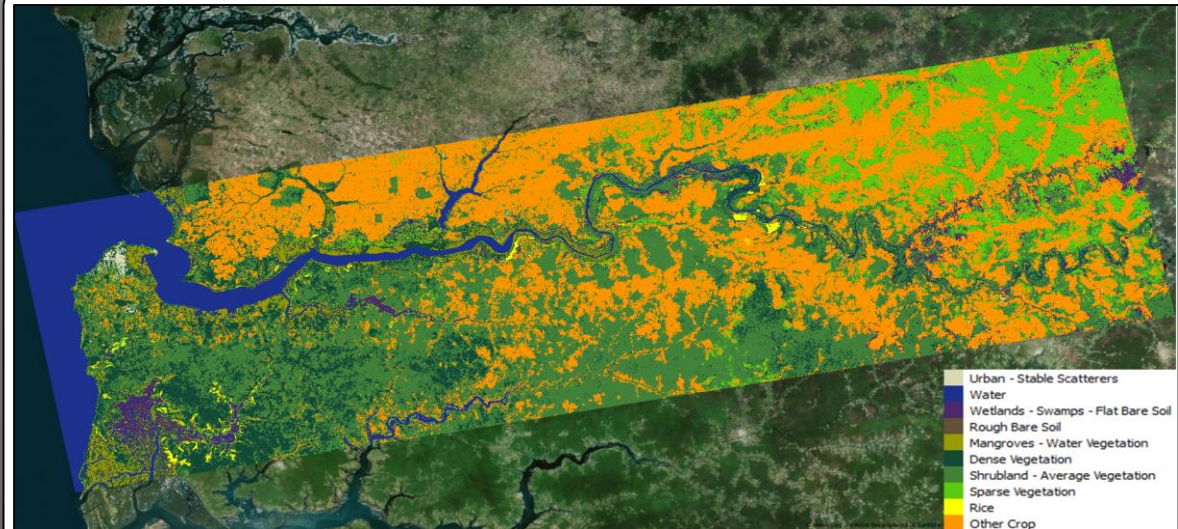 Urban - Stable Scatterers
Water
Wetlands - Swamps - Flat Bare Soil
Rough Bare Soil
Mangroves - Water Vegetation
Dense Vegetation
Shrubland - Average Vegetation
Sparse Vegetation
Rice
Other Crop